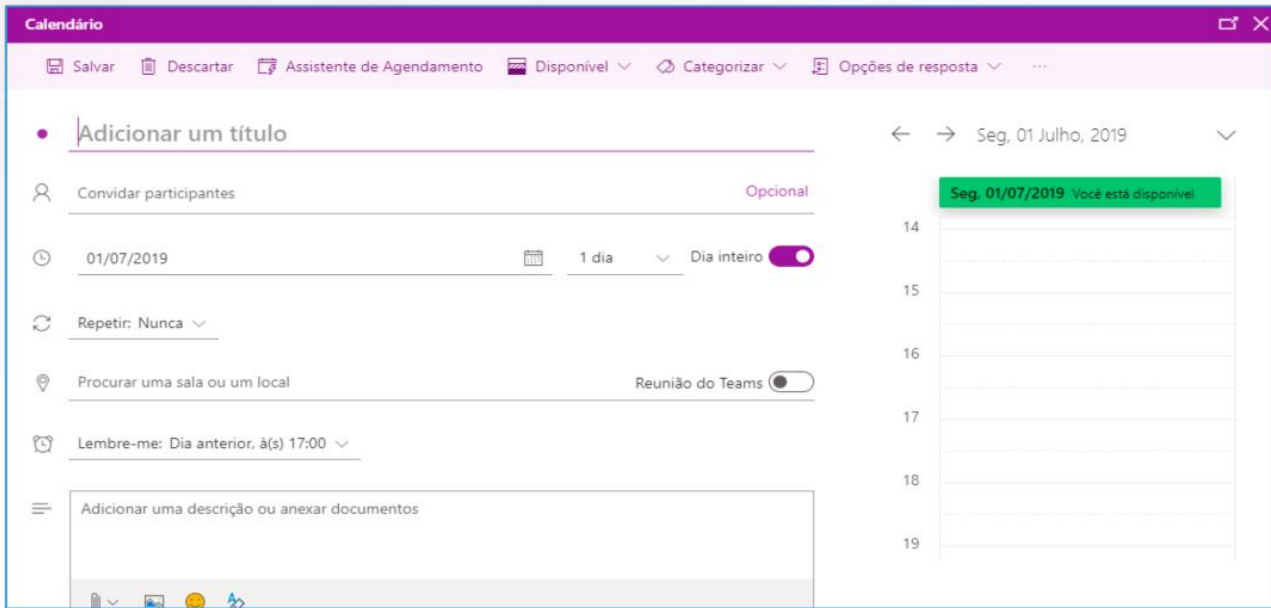 Calendário
Salvar Descartar Assistente de Agendamento Disponível Categorizar Opções de resposta ...
Adicionar um título
Seg, 01 Julho, 2019
Convidar participantes Opcional
Seg, 01/07/2019 Você está disponível
14
01/07/2019 1 dia Dia inteiro
15
Repetir: Nunca
16
Procurar uma sala ou um local Reunião do Teams
17
Lembre-me: Dia anterior, à(s) 17:00
18
Adicionar uma descrição ou anexar documentos
19